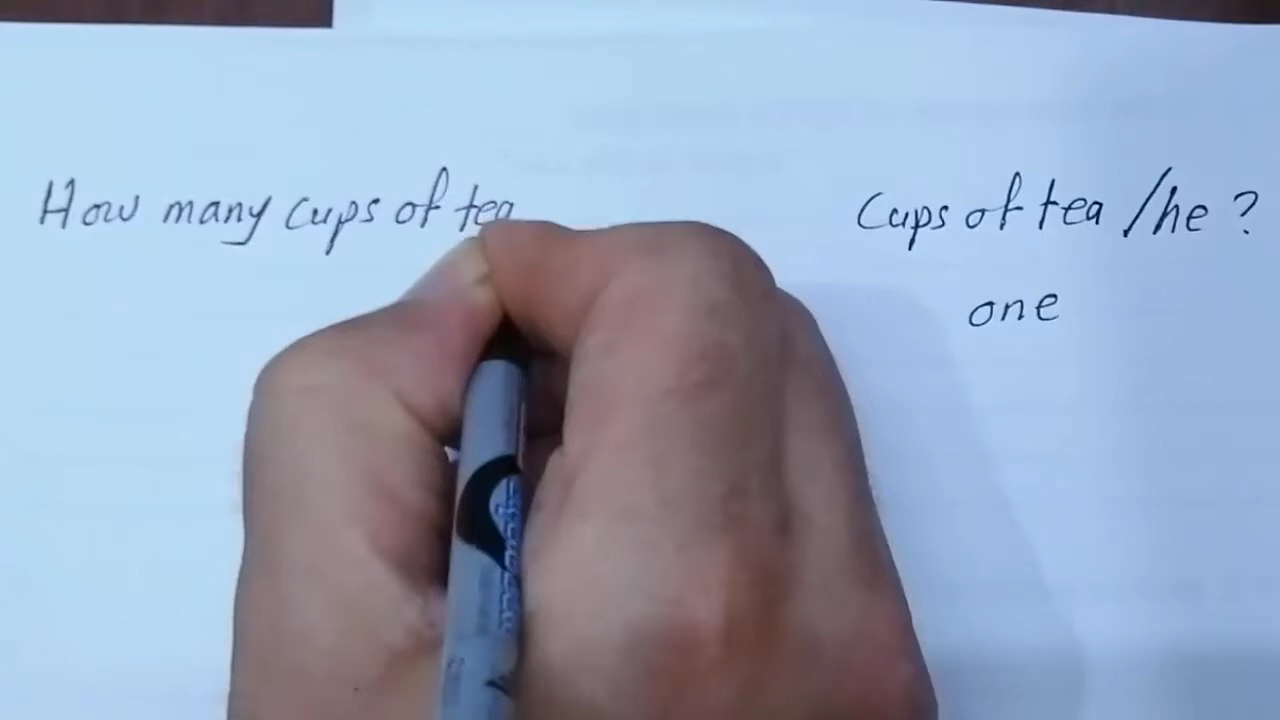 How many cups of tea
Cups of tea /he ?
one